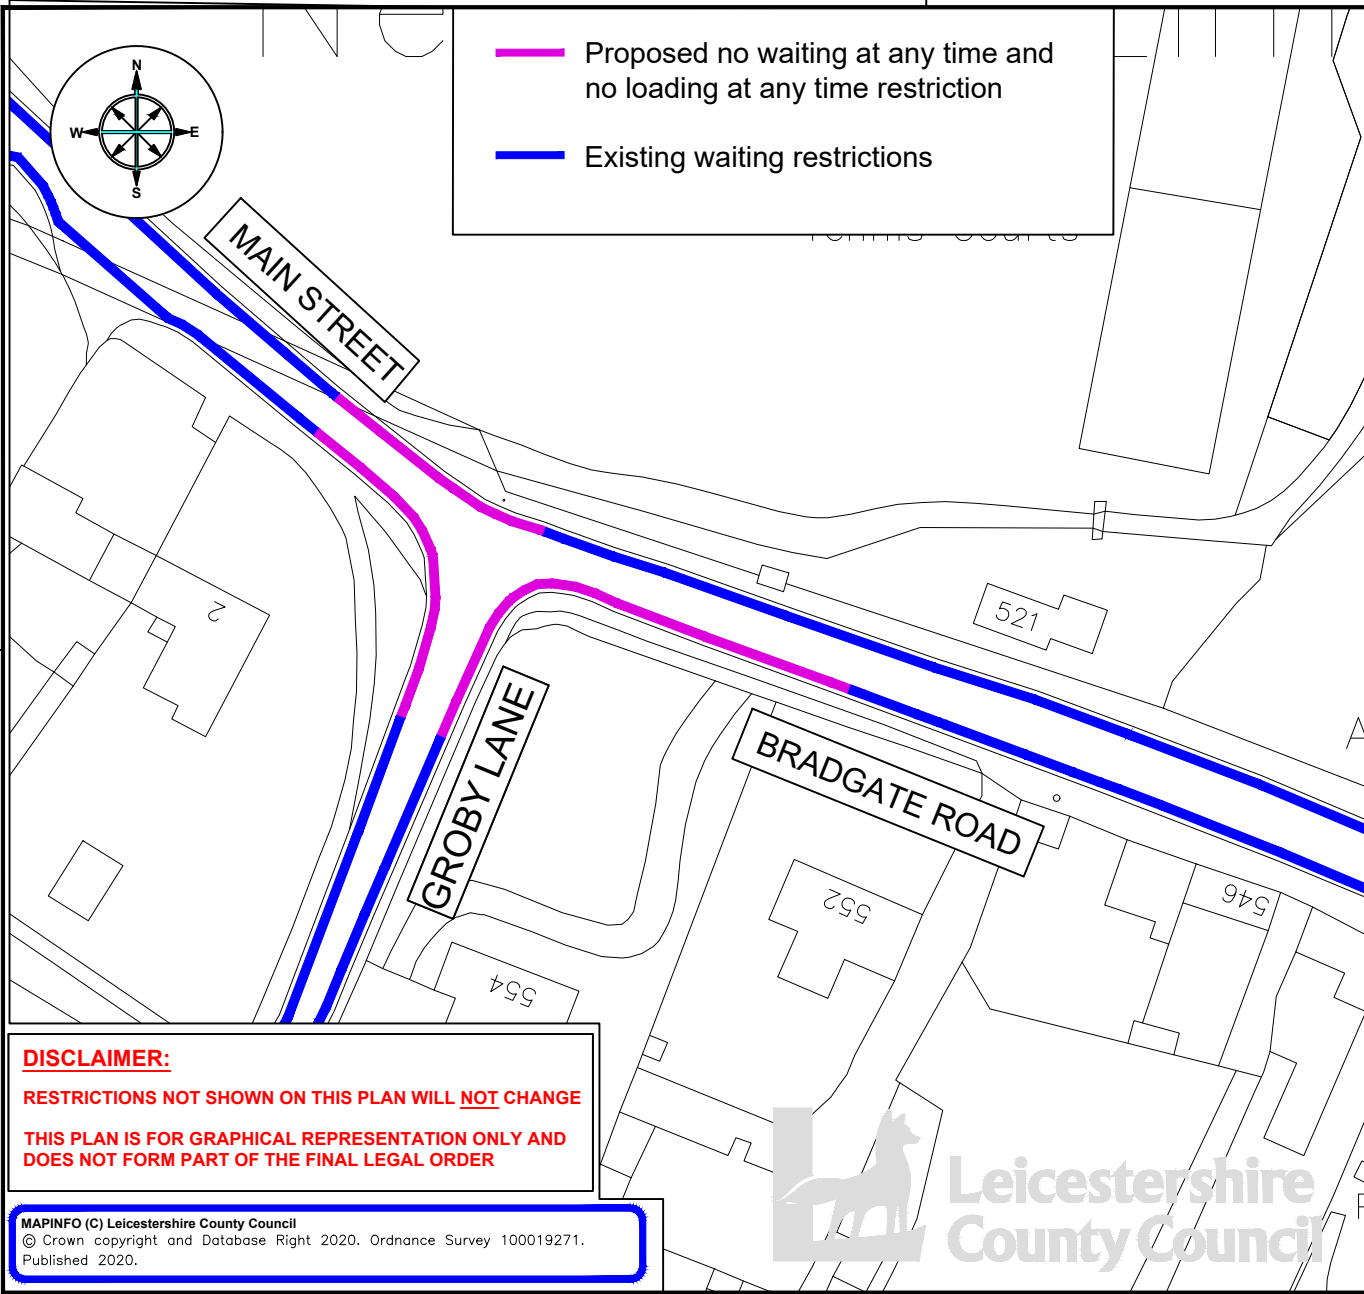 Proposed no waiting at any time and
no loading at any time restriction
Existing waiting restrictions
N
W
E
S
MAIN STREET
Tennis Courts
2
521
GROBY LANE
BRADGATE ROAD
552
546
554
DISCLAIMER:
RESTRICTIONS NOT SHOWN ON THIS PLAN WILL NOT CHANGE
THIS PLAN IS FOR GRAPHICAL REPRESENTATION ONLY AND
DOES NOT FORM PART OF THE FINAL LEGAL ORDER
MAPINFO (C) Leicestershire County Council
© Crown copyright and Database Right 2020. Ordnance Survey 100019271.
Published 2020.
Leicestershire
County Council